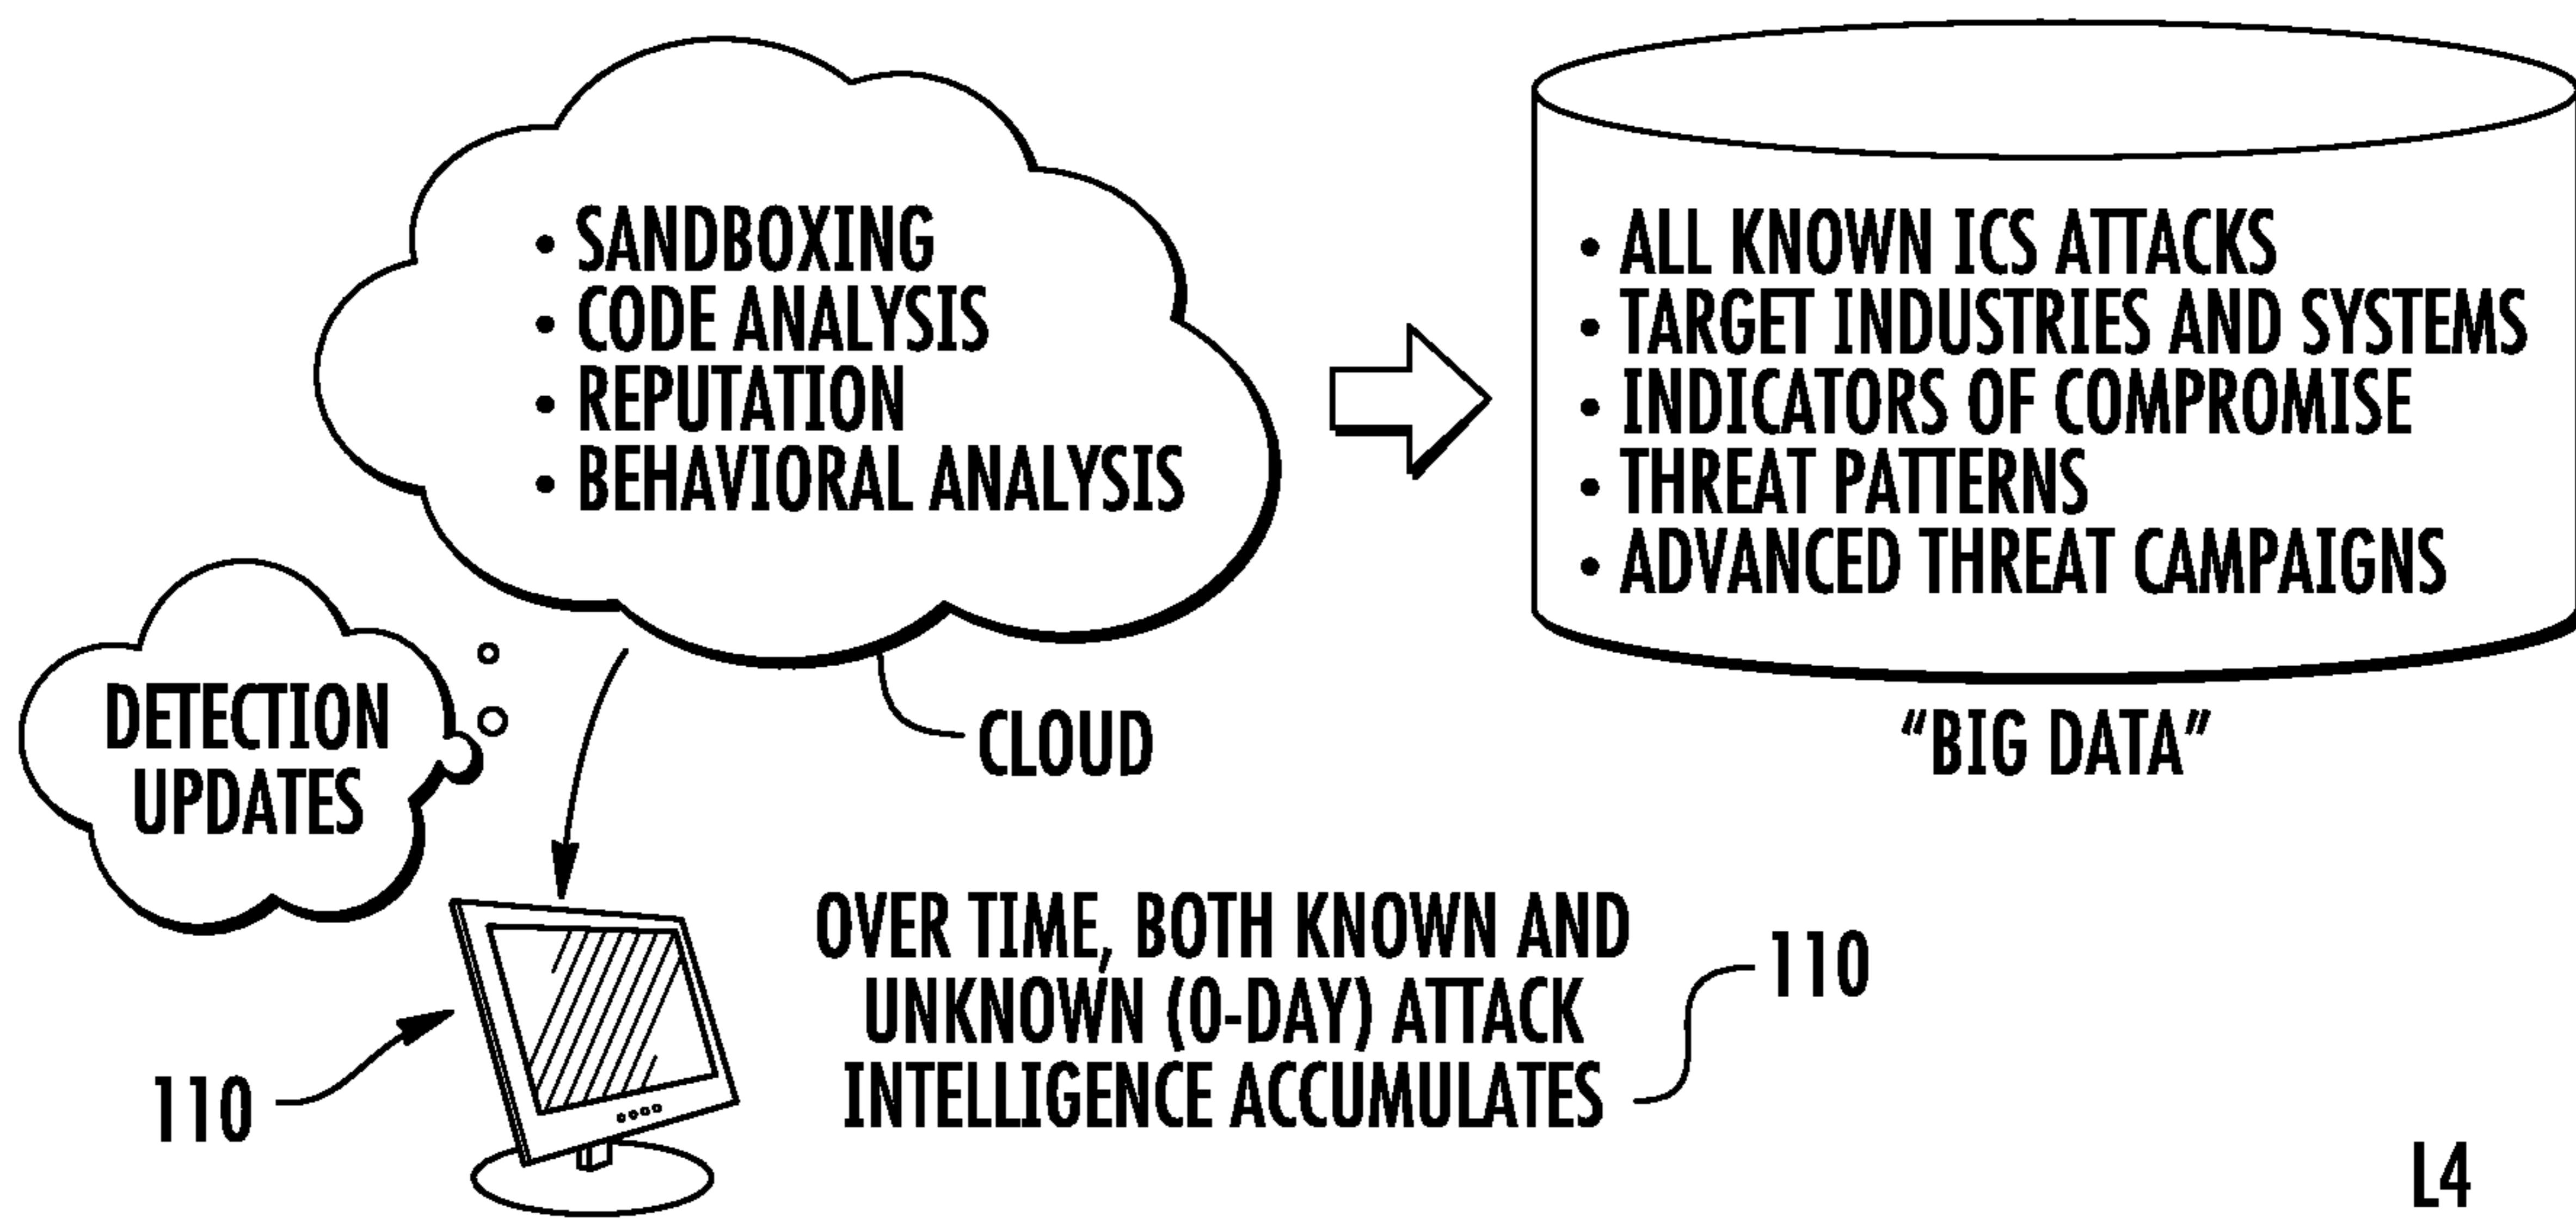 • SANDBOXING
• CODE ANALYSIS
• REPUTATION
• BEHAVIORAL ANALYSIS
• ALL KNOWN ICS ATTACKS
• TARGET INDUSTRIES AND SYSTEMS
• INDICATORS OF COMPROMISE
• THREAT PATTERNS
• ADVANCED THREAT CAMPAIGNS
DETECTION
UPDATES
CLOUD
“BIG DATA”
OVER TIME, BOTH KNOWN AND
UNKNOWN (0-DAY) ATTACK
INTELLIGENCE ACCUMULATES
110
110
L4